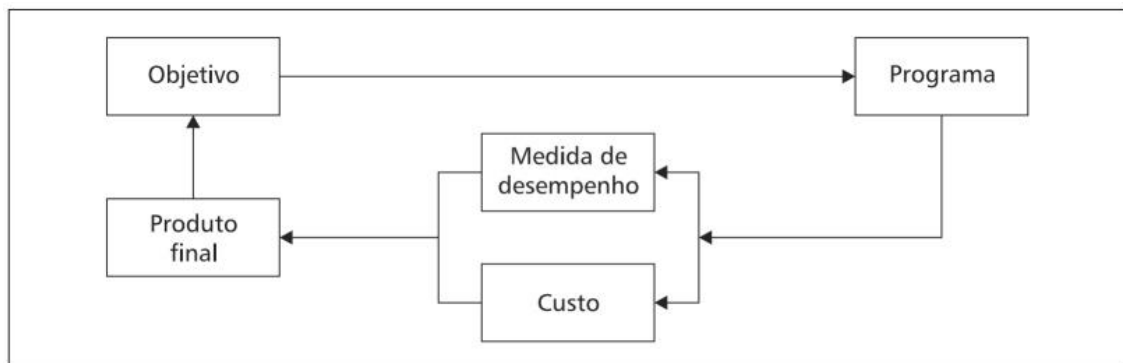 Objetivo
Programa
Medida de
desempenho
Produto
final
Custo